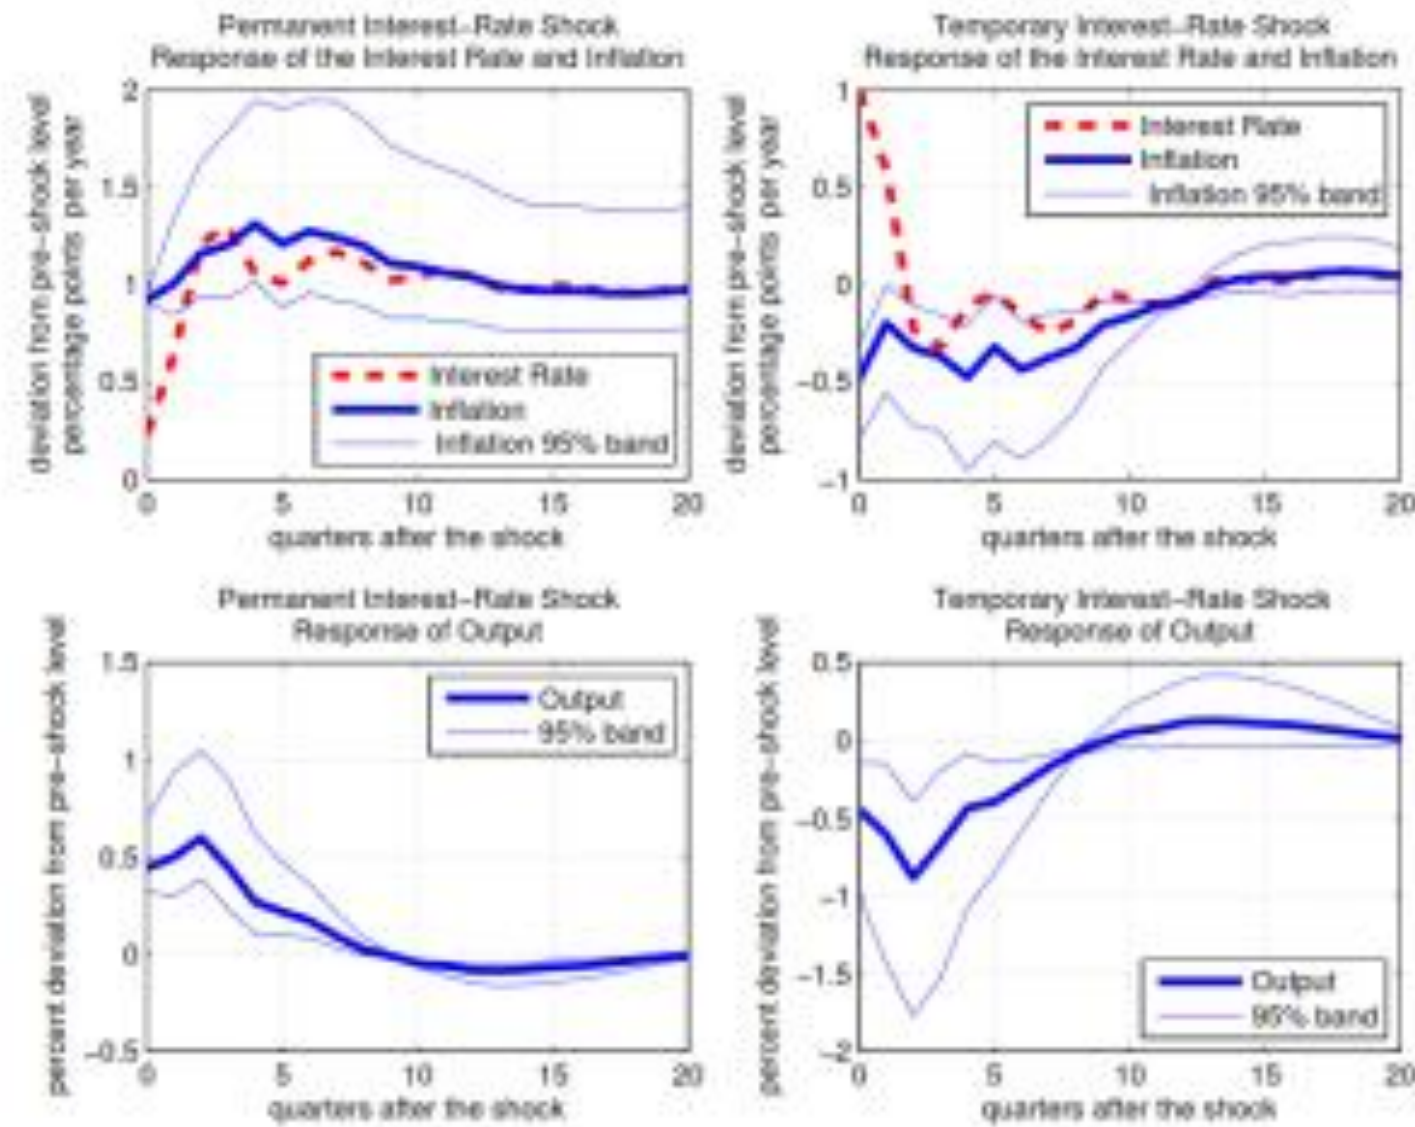 Permanent Interest-Rate Shock
Response of the Interest Rate and Inflation
deviation from pre-shock level
percentage points per year
2
1.5
1
0.5
0
Interest Rate
Inflation
Inflation 95% band
0 5 10 15 20
quarters after the shock
Temporary Interest-Rate Shock
Response of the Interest Rate and Inflation
deviation from pre-shock level
percentage points per year
1
0.5
0
-0.5
-1
Interest Rate
Inflation
Inflation 95% band
0 5 10 15 20
quarters after the shock
Permanent Interest-Rate Shock
Response of Output
percent deviation from pre-shock level
1.5
1
0.5
0
-0.5
Output
95% band
0 5 10 15 20
quarters after the shock
Temporary Interest-Rate Shock
Response of Output
percent deviation from pre-shock level
0.5
0
-0.5
-1
-1.5
-2
Output
95% band
0 5 10 15 20
quarters after the shock